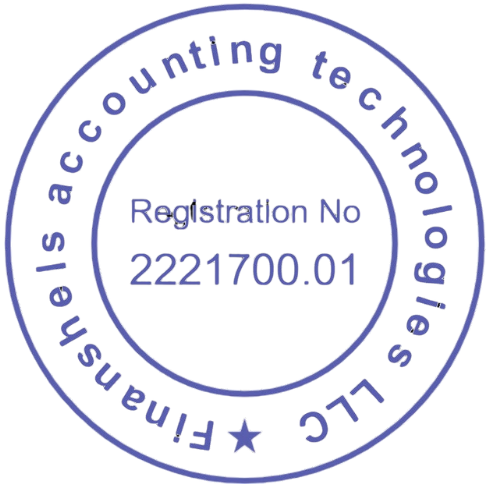 Finanshels accounting technologies LLC
Registration No
2221700.01